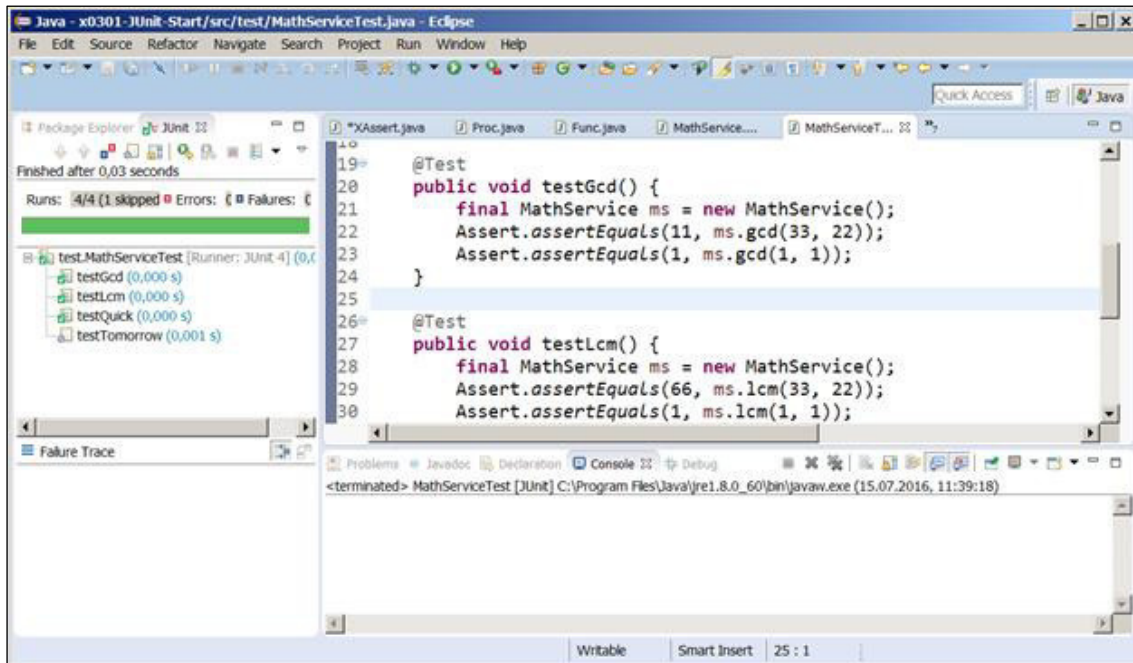 Java - x0301-JUnit-Start/src/test/MathServiceTest.java - Eclipse
File Edit Source Refactor Navigate Search Project Run Window Help
Quick Access Java
Package Explorer JUnit
Finished after 0,03 seconds
Runs: 4/4 (1 skipped Errors: Failures:
test.MathServiceTest [Runner: JUnit 4] (0,0
testGcd (0,000 s)
testLcm (0,000 s)
testQuick (0,000 s)
testTomorrow (0,001 s)
Failure Trace
*XAssert.java Proc.java Func.java MathService.... MathServiceT...
18
19 @Test
20 public void testGcd() {
21 final MathService ms = new MathService();
22 Assert.assertEquals(11, ms.gcd(33, 22));
23 Assert.assertEquals(1, ms.gcd(1, 1));
24 }
25
26 @Test
27 public void testLcm() {
28 final MathService ms = new MathService();
29 Assert.assertEquals(66, ms.lcm(33, 22));
30 Assert.assertEquals(1, ms.lcm(1, 1));
Problems Javadoc Declaration Console Debug
<terminated> MathServiceTest [JUnit] C:\Program Files\Java\jre1.8.0_60\bin\javaw.exe (15.07.2016, 11:39:18)
Writable Smart Insert 25 : 1